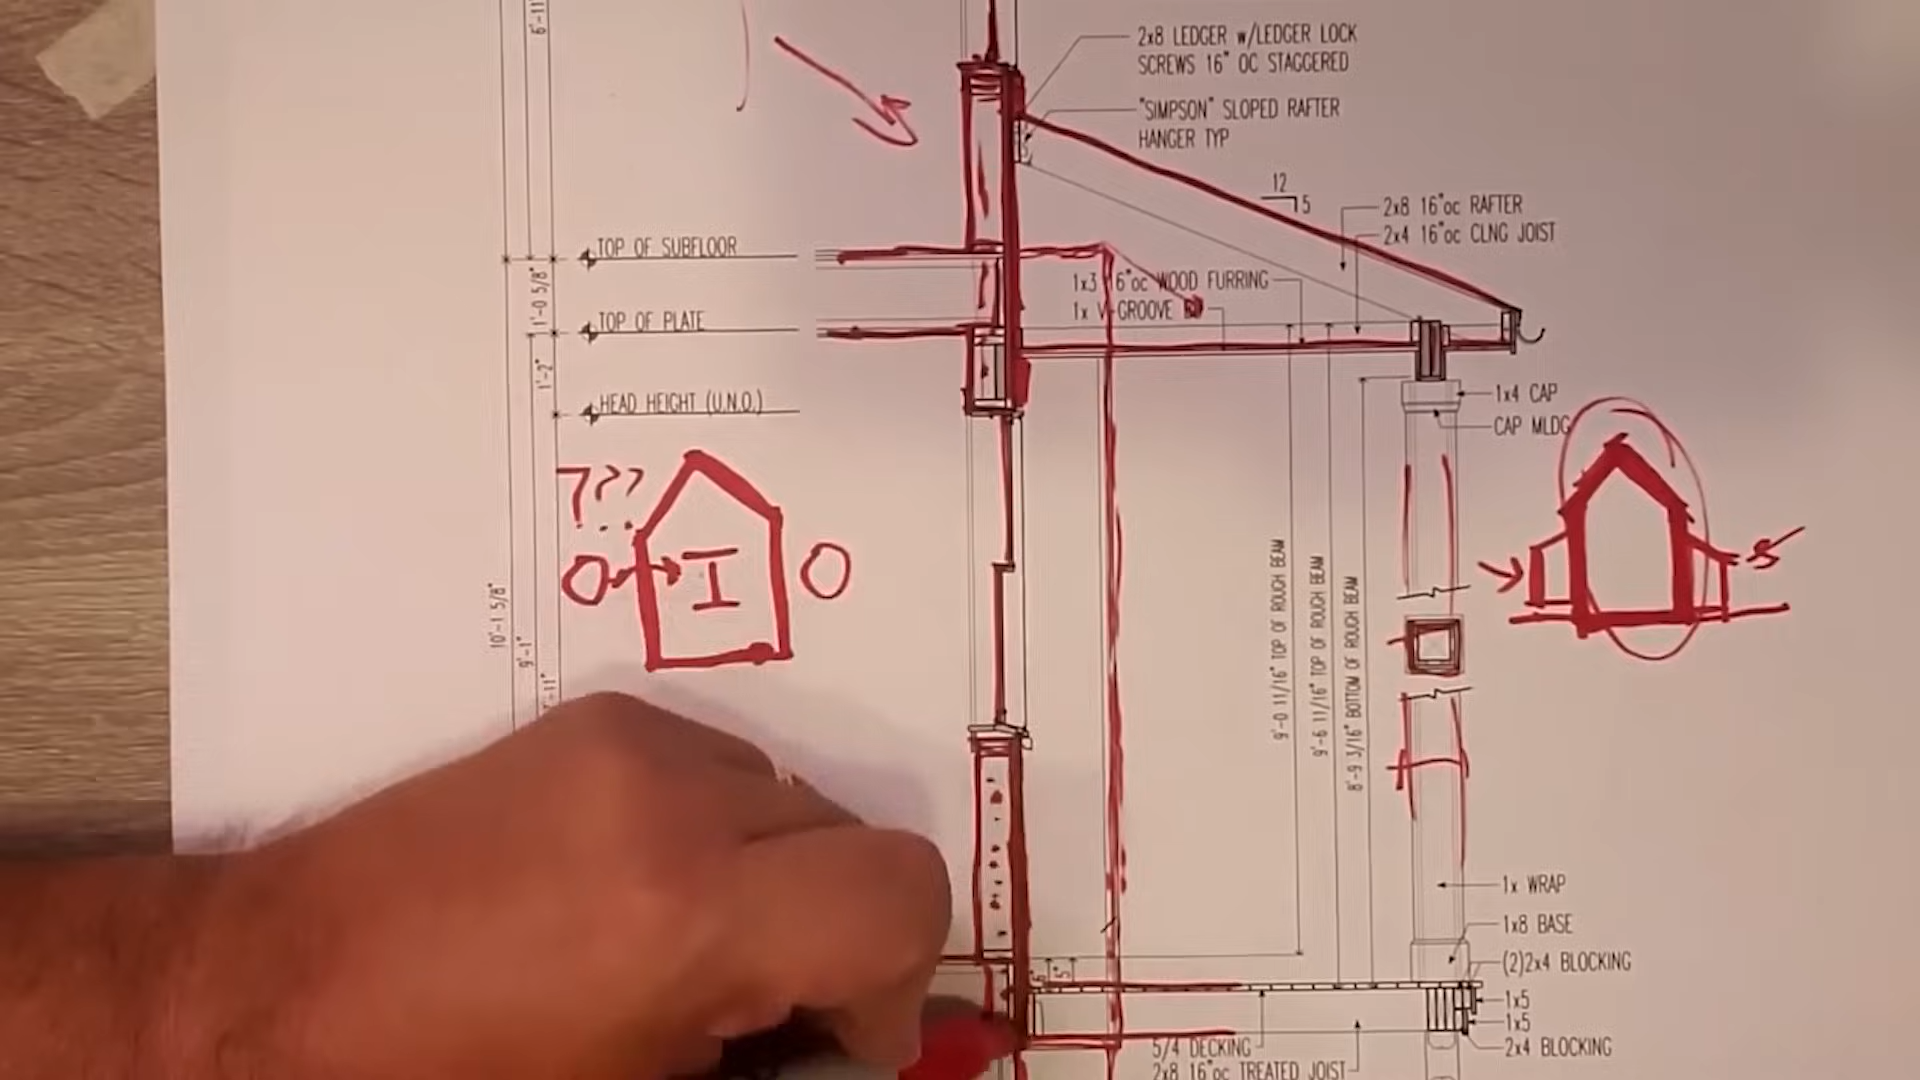 6'-11
2x8 LEDGER w/LEDGER LOCK
SCREWS 16" OC STAGGERED
"SIMPSON" SLOPED RAFTER
HANGER TYP
12
5
2x8 16"oc RAFTER
2x4 16"oc CLNG JOIST
TOP OF SUBFLOOR
1x3 16"oc WOOD FURRING
1x V-GROOVE
1'-0 5/8"
TOP OF PLATE
1'-2"
HEAD HEIGHT (U.N.O.)
1x4 CAP
CAP MLDG
???
O I O
10'-1 5/8"
9'-1"
'-11"
9'-0 11/16" TOP OF ROUGH BEAM
9'-6 11/16" TOP OF ROUGH BEAM
8'-9 3/16" BOTTOM OF ROUGH BEAM
1x WRAP
1x8 BASE
(2)2x4 BLOCKING
5"
1x5
1x5
2x4 BLOCKING
5/4 DECKING
2x8 16"oc TREATED JOIST